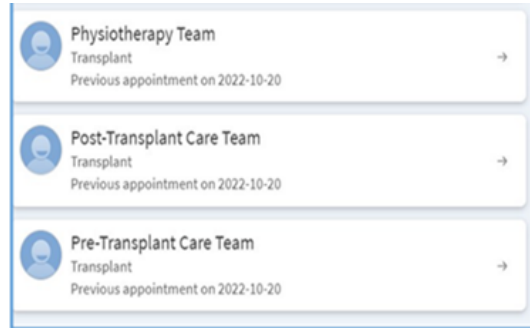 Physiotherapy Team
Transplant
Previous appointment on 2022-10-20
Post-Transplant Care Team
Transplant
Previous appointment on 2022-10-20
Pre-Transplant Care Team
Transplant
Previous appointment on 2022-10-20